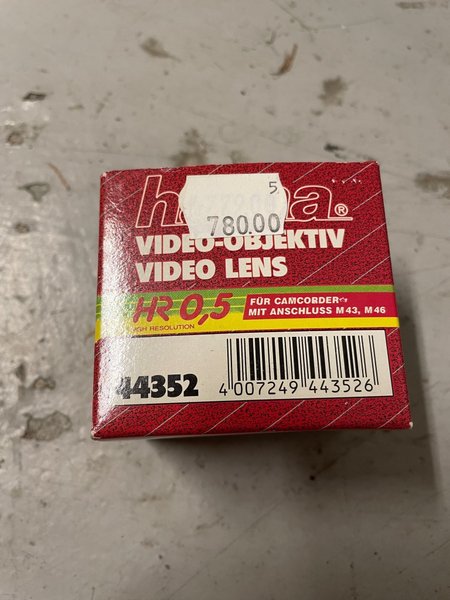 5
780.00
VIDEO-OBJEKTIV
VIDEO LENS
HR 0,5
HIGH RESOLUTION
FÜR CAMCORDER
MIT ANSCHLUSS M43, M46
44352
4 007249 443526